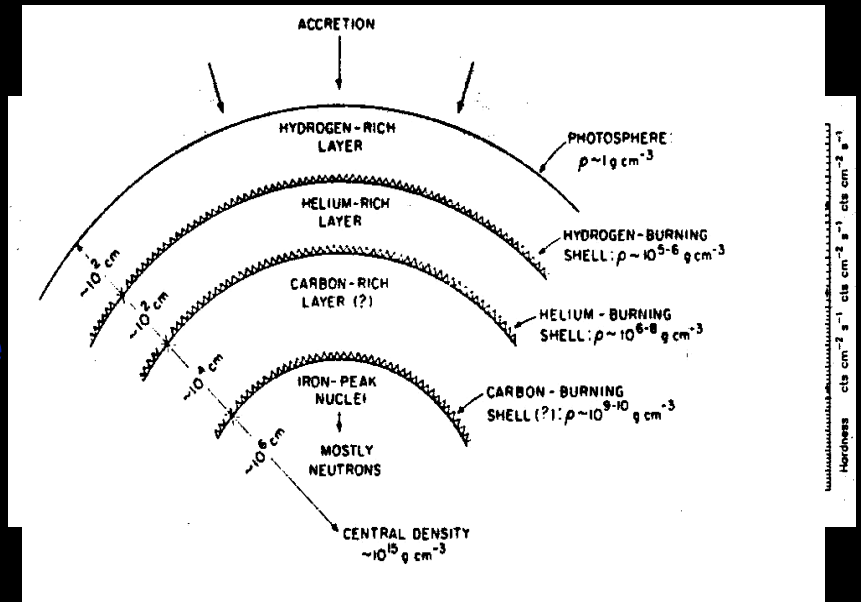 ACCRETION
HYDROGEN-RICH
LAYER
PHOTOSPHERE:
ρ~1 g cm⁻³
HELIUM-RICH
LAYER
HYDROGEN-BURNING
SHELL: ρ~10⁵⁻⁶ g cm⁻³
~10² cm
CARBON-RICH
LAYER (?)
~10² cm
HELIUM-BURNING
SHELL: ρ~10⁶⁻⁸ g cm⁻³
~10⁴ cm
IRON-PEAK
NUCLEI
CARBON-BURNING
SHELL (?): ρ~10⁹⁻¹⁰ g cm⁻³
~10⁶ cm
MOSTLY
NEUTRONS
CENTRAL DENSITY
~10¹⁵ g cm⁻³
Hardness cts cm⁻² s⁻¹ cts cm⁻² s⁻¹ cts cm⁻² s⁻¹